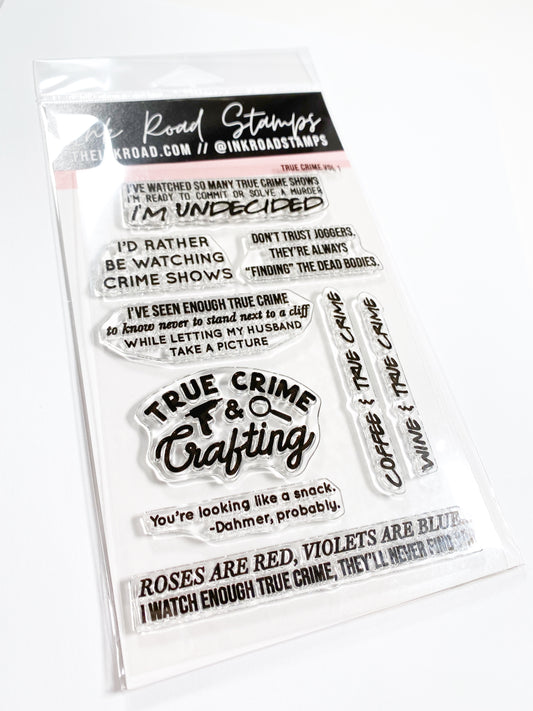 Ink Road Stamps
THEINKROAD.COM // @INKROADSTAMPS
TRUE CRIME VOL 1
I'VE WATCHED SO MANY TRUE CRIME SHOWS
I'M READY TO COMMIT OR SOLVE A MURDER
I'M UNDECIDED
I'D RATHER
BE WATCHING
CRIME SHOWS
DON'T TRUST JOGGERS.
THEY'RE ALWAYS
"FINDING" THE DEAD BODIES.
I'VE SEEN ENOUGH TRUE CRIME
to know never to stand next to a cliff
WHILE LETTING MY HUSBAND
TAKE A PICTURE
COFFEE & TRUE CRIME
WINE & TRUE CRIME
TRUE CRIME
&
Crafting
You're looking like a snack.
-Dahmer, probably.
ROSES ARE RED, VIOLETS ARE BLUE...
I WATCH ENOUGH TRUE CRIME, THEY'LL NEVER FIND